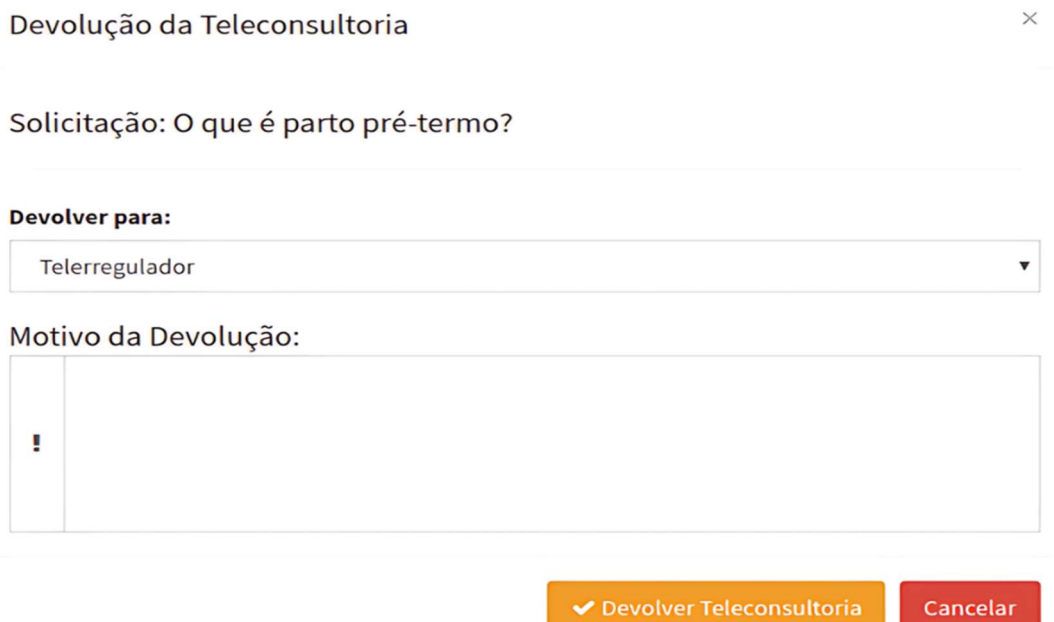 Devolução da Teleconsultoria
Solicitação: O que é parto pré-termo?
Devolver para:
Telerregulador
Motivo da Devolução:
!
Devolver Teleconsultoria
Cancelar